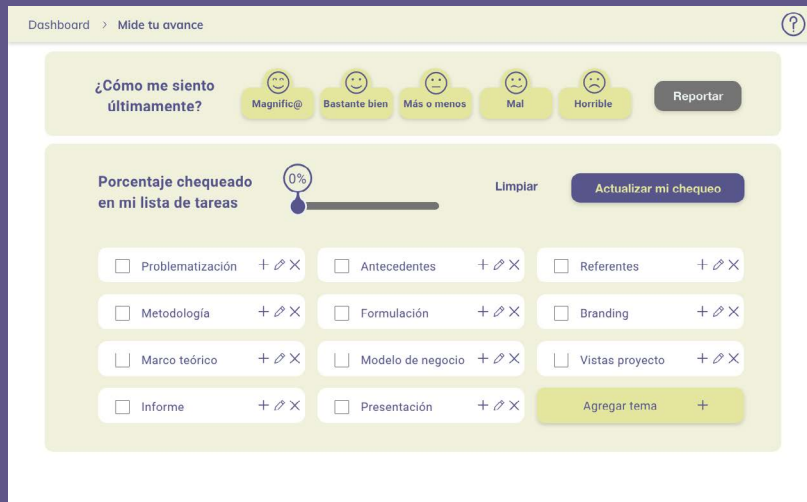 Dashboard > Mide tu avance
?
¿Cómo me siento
últimamente?
Magnific@
Bastante bien
Más o menos
Mal
Horrible
Reportar
Porcentaje chequeado
en mi lista de tareas
0%
Limpiar
Actualizar mi chequeo
Problematización
Antecedentes
Referentes
Metodología
Formulación
Branding
Marco teórico
Modelo de negocio
Vistas proyecto
Informe
Presentación
Agregar tema +